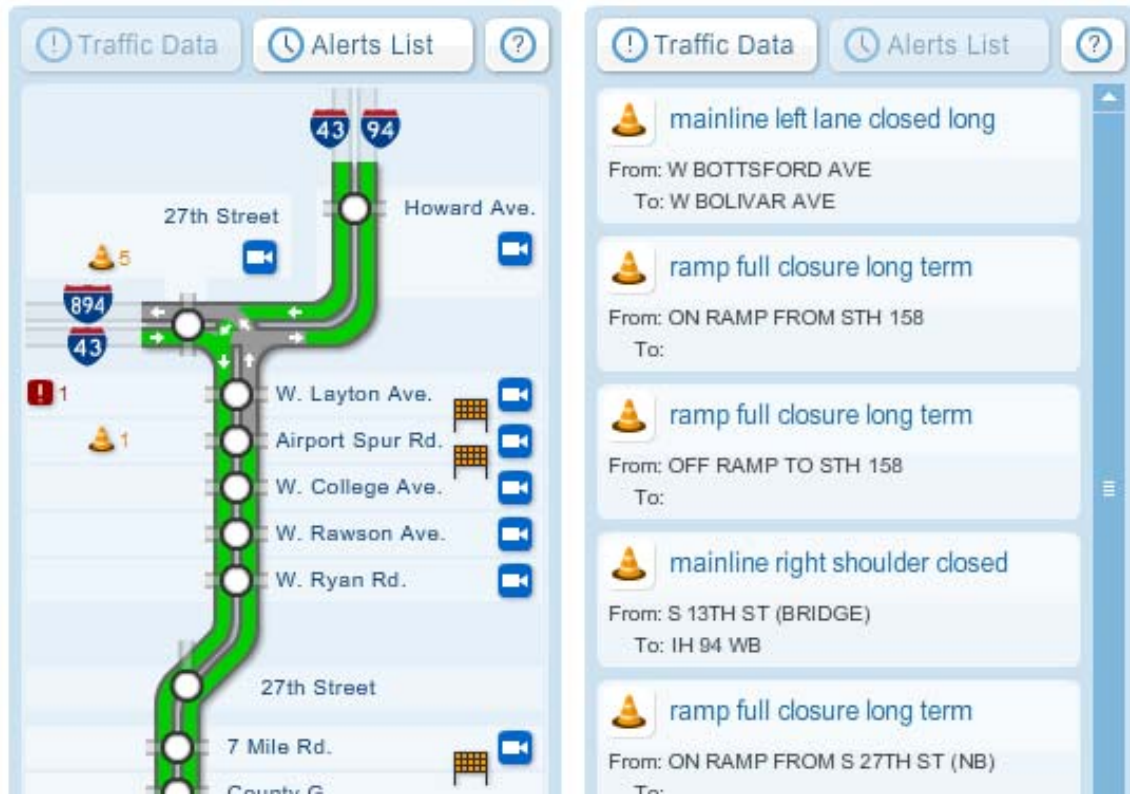 Traffic Data
Alerts List
?
43 94
27th Street
Howard Ave.
5
894
43
! 1
W. Layton Ave.
1
Airport Spur Rd.
W. College Ave.
W. Rawson Ave.
W. Ryan Rd.
27th Street
7 Mile Rd.
County G
Traffic Data
Alerts List
?
mainline left lane closed long
From: W BOTTSFORD AVE
To: W BOLIVAR AVE
ramp full closure long term
From: ON RAMP FROM STH 158
To:
ramp full closure long term
From: OFF RAMP TO STH 158
To:
mainline right shoulder closed
From: S 13TH ST (BRIDGE)
To: IH 94 WB
ramp full closure long term
From: ON RAMP FROM S 27TH ST (NB)
To: